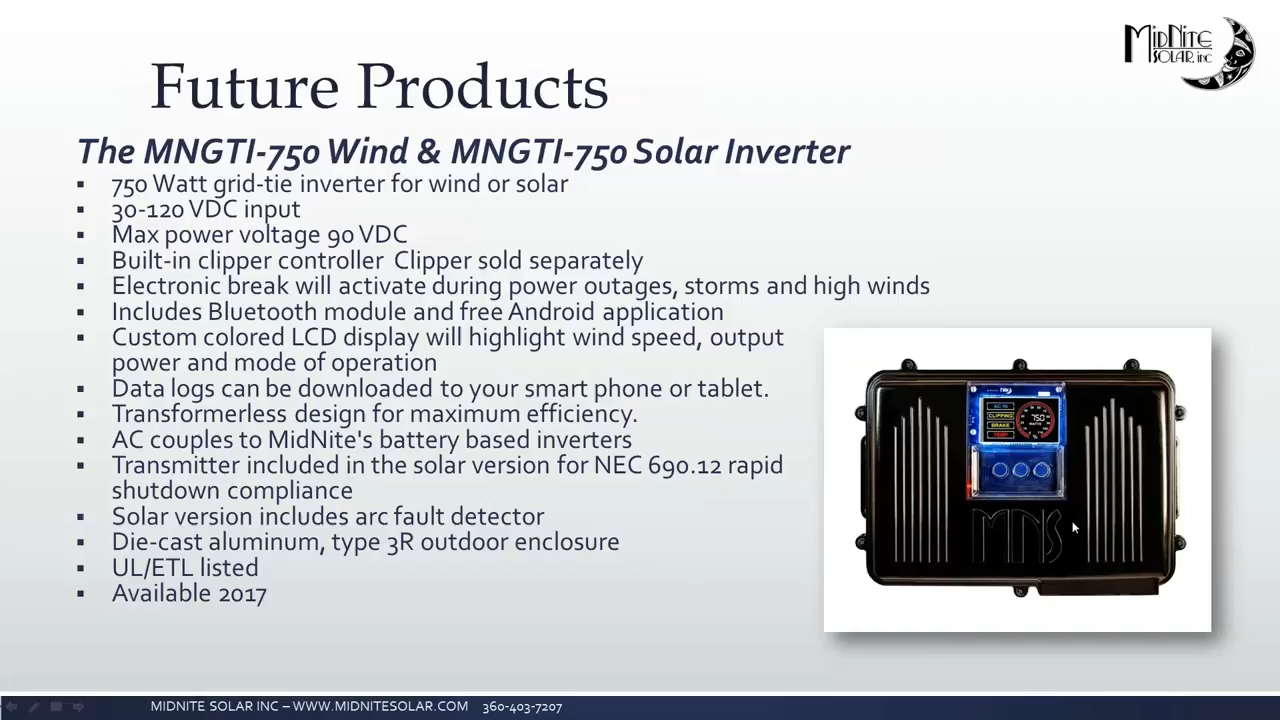 MIDNITE
SOLAR, inc
Future Products
The MNGTI-750 Wind & MNGTI-750 Solar Inverter
750 Watt grid-tie inverter for wind or solar
30-120 VDC input
Max power voltage 90 VDC
Built-in clipper controller Clipper sold separately
Electronic break will activate during power outages, storms and high winds
Includes Bluetooth module and free Android application
Custom colored LCD display will highlight wind speed, output
power and mode of operation
Data logs can be downloaded to your smart phone or tablet.
Transformerless design for maximum efficiency.
AC couples to MidNite's battery based inverters
Transmitter included in the solar version for NEC 690.12 rapid
shutdown compliance
Solar version includes arc fault detector
Die-cast aluminum, type 3R outdoor enclosure
UL/ETL listed
Available 2017
AC IN
CLIPPING
BRAKE
TEMP
750
WATTS
MNS
MIDNITE SOLAR INC – WWW.MIDNITESOLAR.COM 360-403-7207